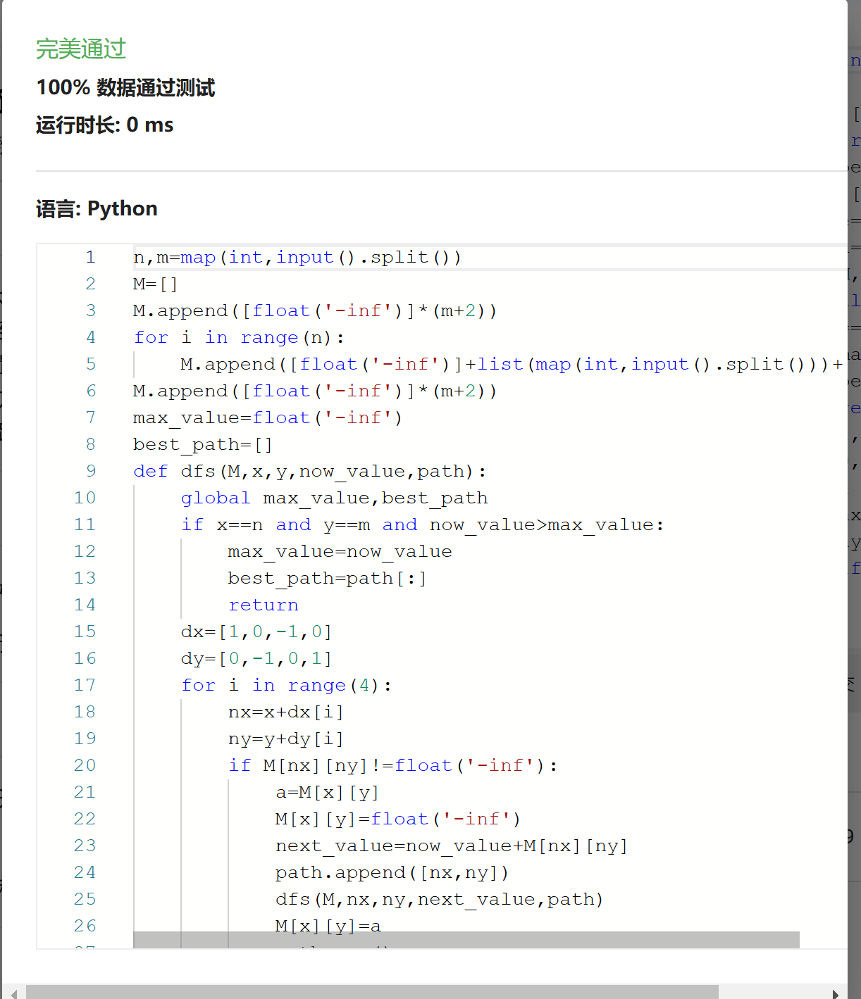 完美通过
100% 数据通过测试
运行时长: 0 ms
语言: Python
1 n,m=map(int,input().split())
2 M=[]
3 M.append([float('-inf')]*(m+2))
4 for i in range(n):
5     M.append([float('-inf')]+list(map(int,input().split()))+
6 M.append([float('-inf')]*(m+2))
7 max_value=float('-inf')
8 best_path=[]
9 def dfs(M,x,y,now_value,path):
10     global max_value,best_path
11     if x==n and y==m and now_value>max_value:
12         max_value=now_value
13         best_path=path[:]
14         return
15     dx=[1,0,-1,0]
16     dy=[0,-1,0,1]
17     for i in range(4):
18         nx=x+dx[i]
19         ny=y+dy[i]
20         if M[nx][ny]!=float('-inf'):
21             a=M[x][y]
22             M[x][y]=float('-inf')
23             next_value=now_value+M[nx][ny]
24             path.append([nx,ny])
25             dfs(M,nx,ny,next_value,path)
26             M[x][y]=a